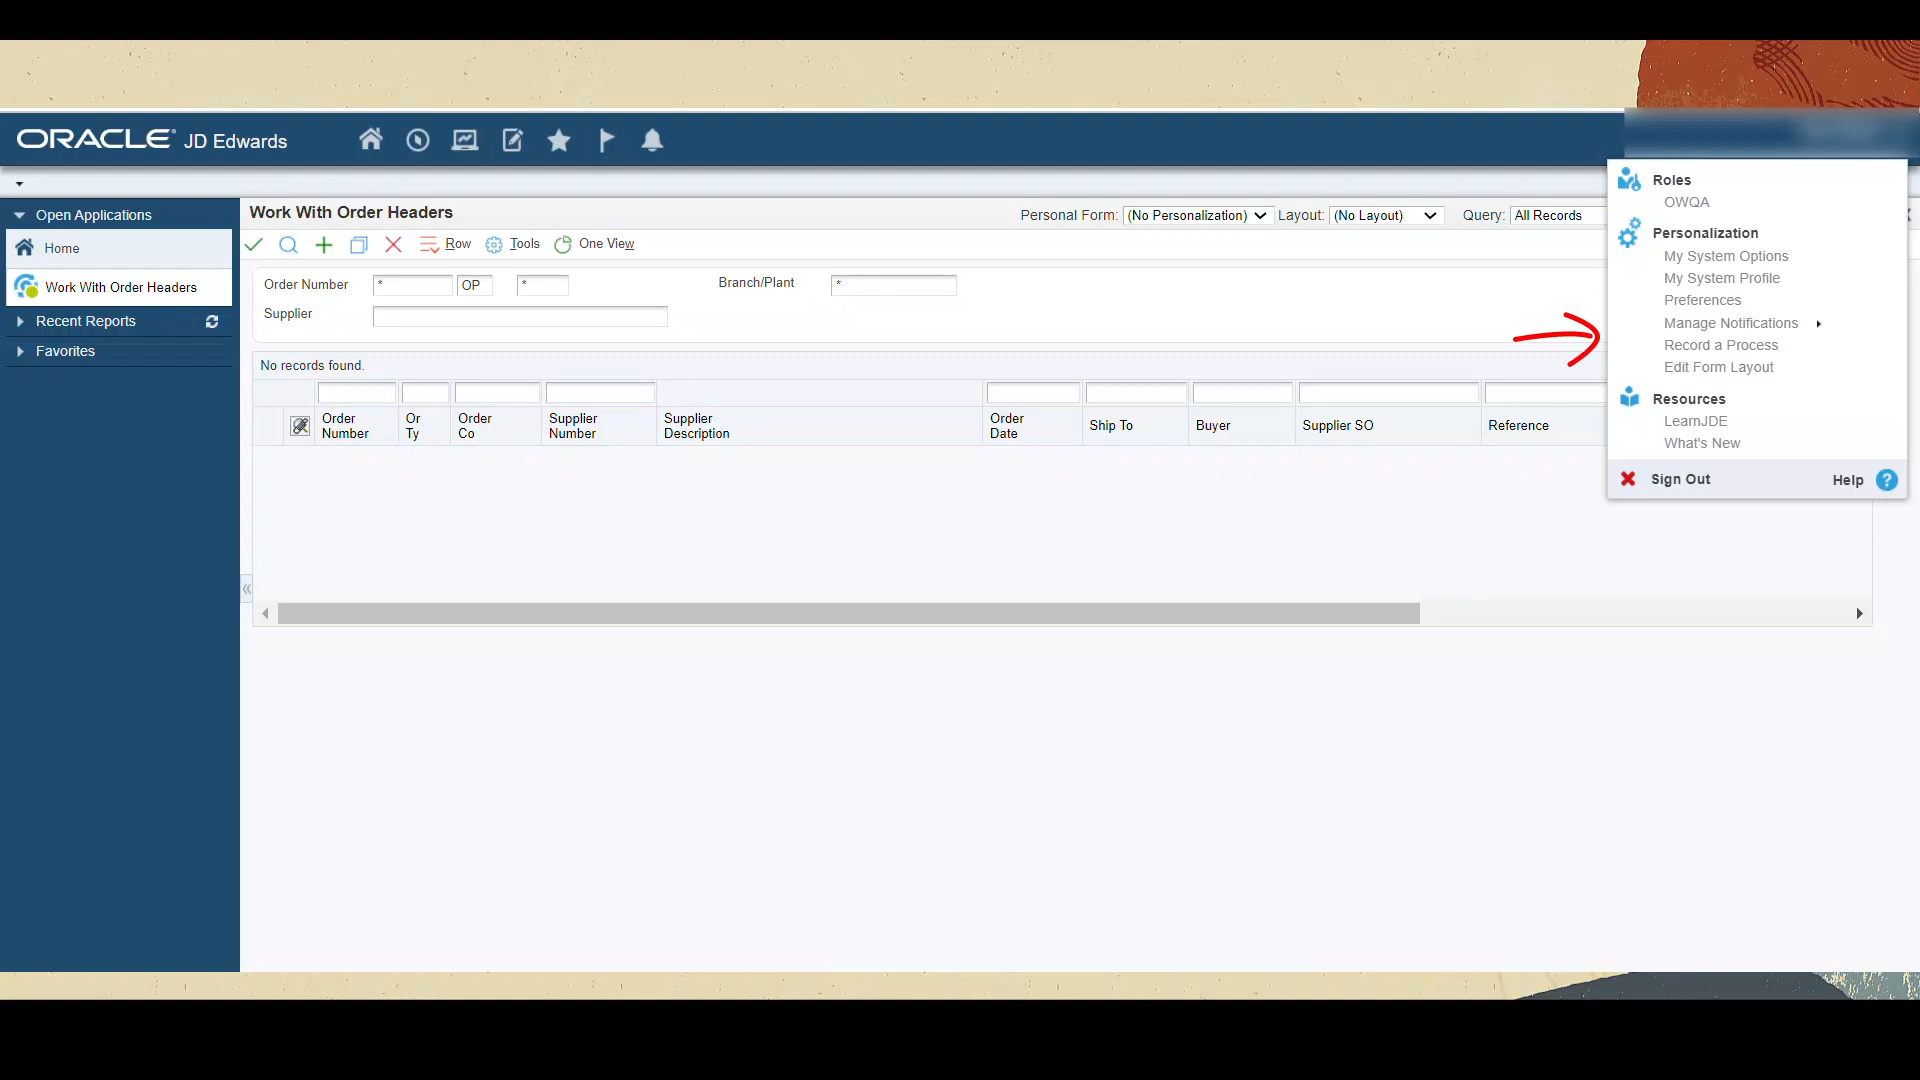 ORACLE JD Edwards
Open Applications
Home
Work With Order Headers
Recent Reports
Favorites
Work With Order Headers
Personal Form: (No Personalization) Layout: (No Layout) Query: All Records
Row Tools One View
Order Number * OP * Branch/Plant *
Supplier
No records found.
Order Number
Or Ty
Order Co
Supplier Number
Supplier Description
Order Date
Ship To
Buyer
Supplier SO
Reference
Roles
OWQA
Personalization
My System Options
My System Profile
Preferences
Manage Notifications
Record a Process
Edit Form Layout
Resources
LearnJDE
What's New
Sign Out Help ?